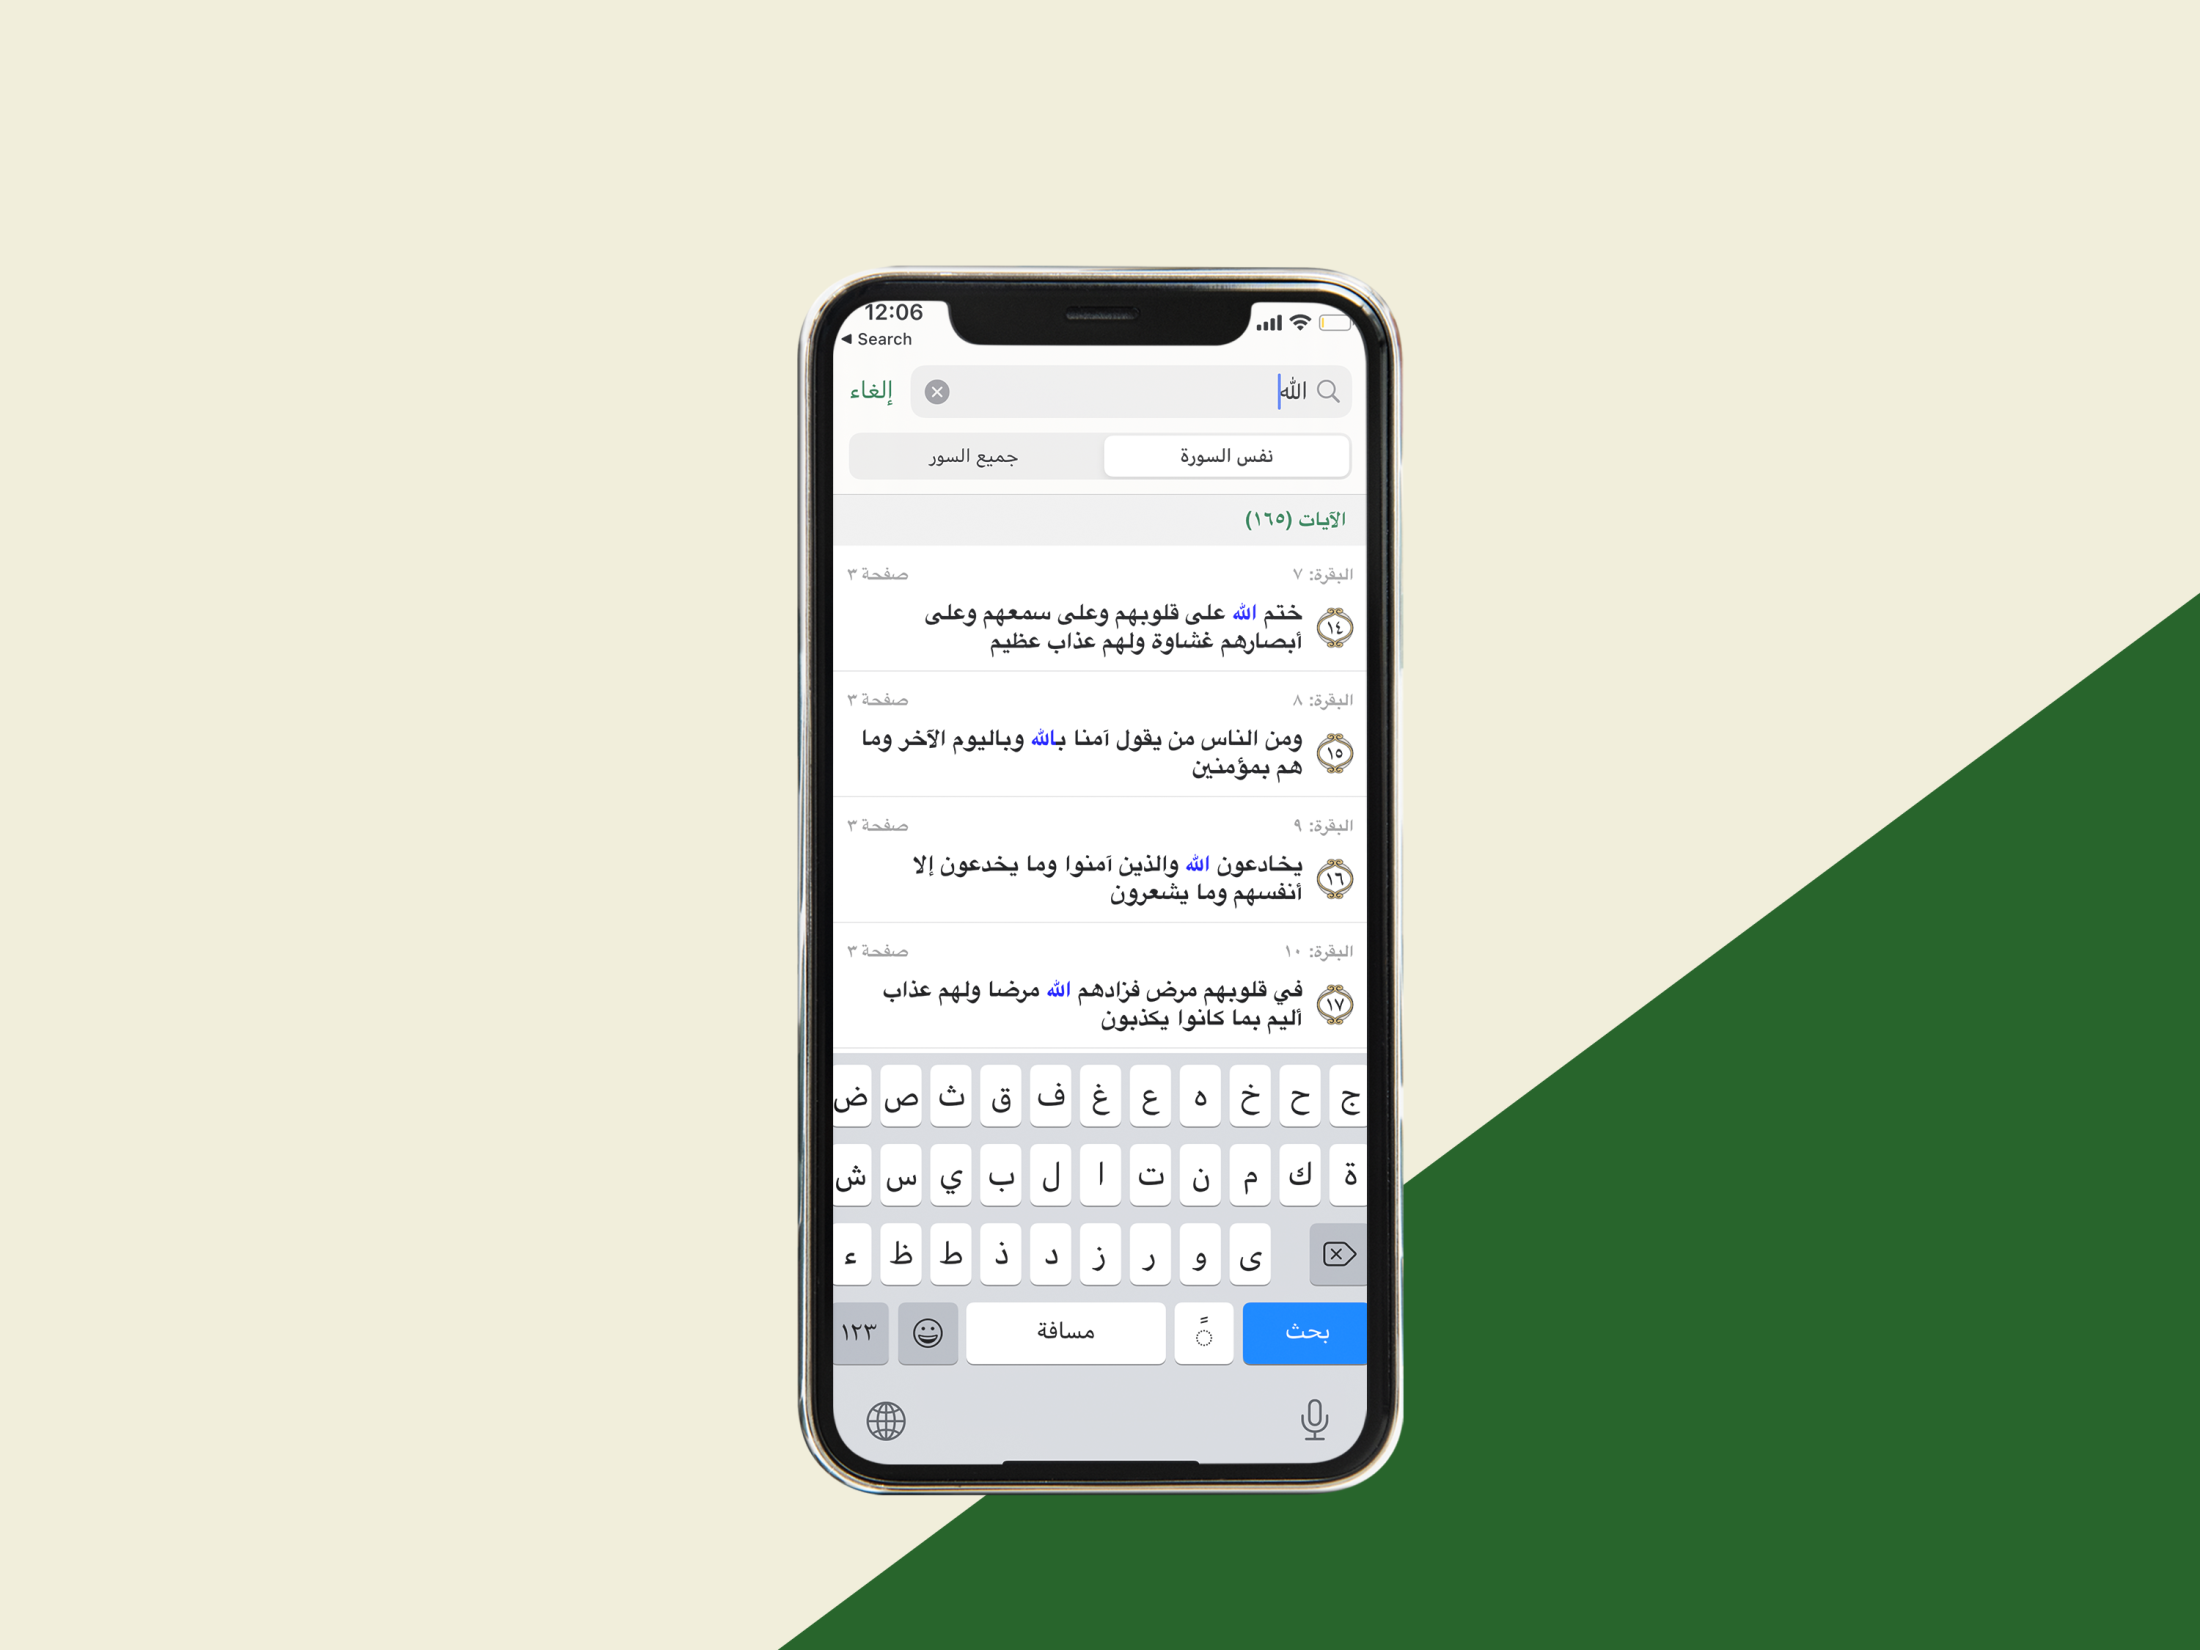 12:06
Search
الله
إلغاء
نفس السورة
جميع السور
الآيات (١٦٥)
البقرة: ٧
صفحة ٣
١٤
ختم الله على قلوبهم وعلى سمعهم وعلى
أبصارهم غشاوة ولهم عذاب عظيم
البقرة: ٨
صفحة ٣
١٥
ومن الناس من يقول آمنا بالله وباليوم الآخر وما
هم بمؤمنين
البقرة: ٩
صفحة ٣
١٦
يخادعون الله والذين آمنوا وما يخدعون إلا
أنفسهم وما يشعرون
البقرة: ١٠
صفحة ٣
١٧
في قلوبهم مرض فزادهم الله مرضا ولهم عذاب
أليم بما كانوا يكذبون
ج ح خ ه ع غ ف ق ث ص ض
ة ك م ن ت ا ل ب ي س ش
ى و ر ز د ذ ط ظ ء
بحث
مسافة
١٢٣